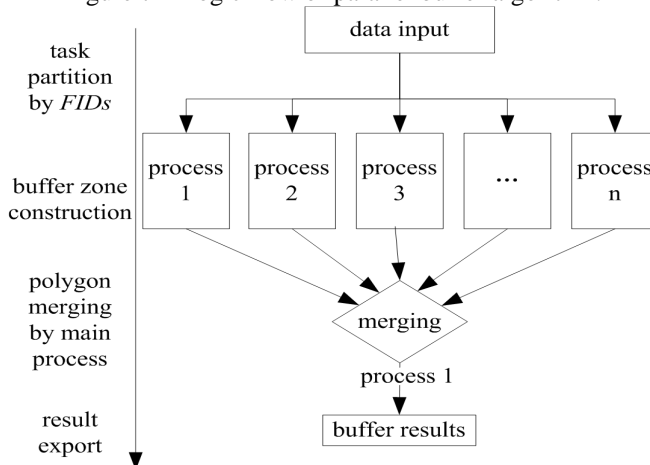 data input
task
partition
by FIDs
process
1
process
2
process
3
...
process
n
buffer zone
construction
polygon
merging
by main
process
merging
process 1
result
export
buffer results